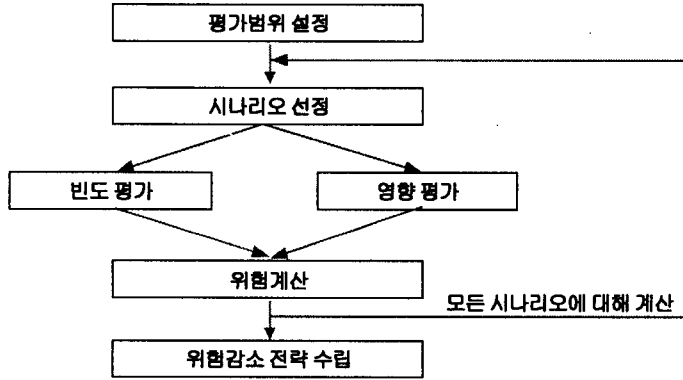 평가범위 설정
시나리오 선정
빈도 평가
영향 평가
위험계산
모든 시나리오에 대해 계산
위험감소 전략 수립